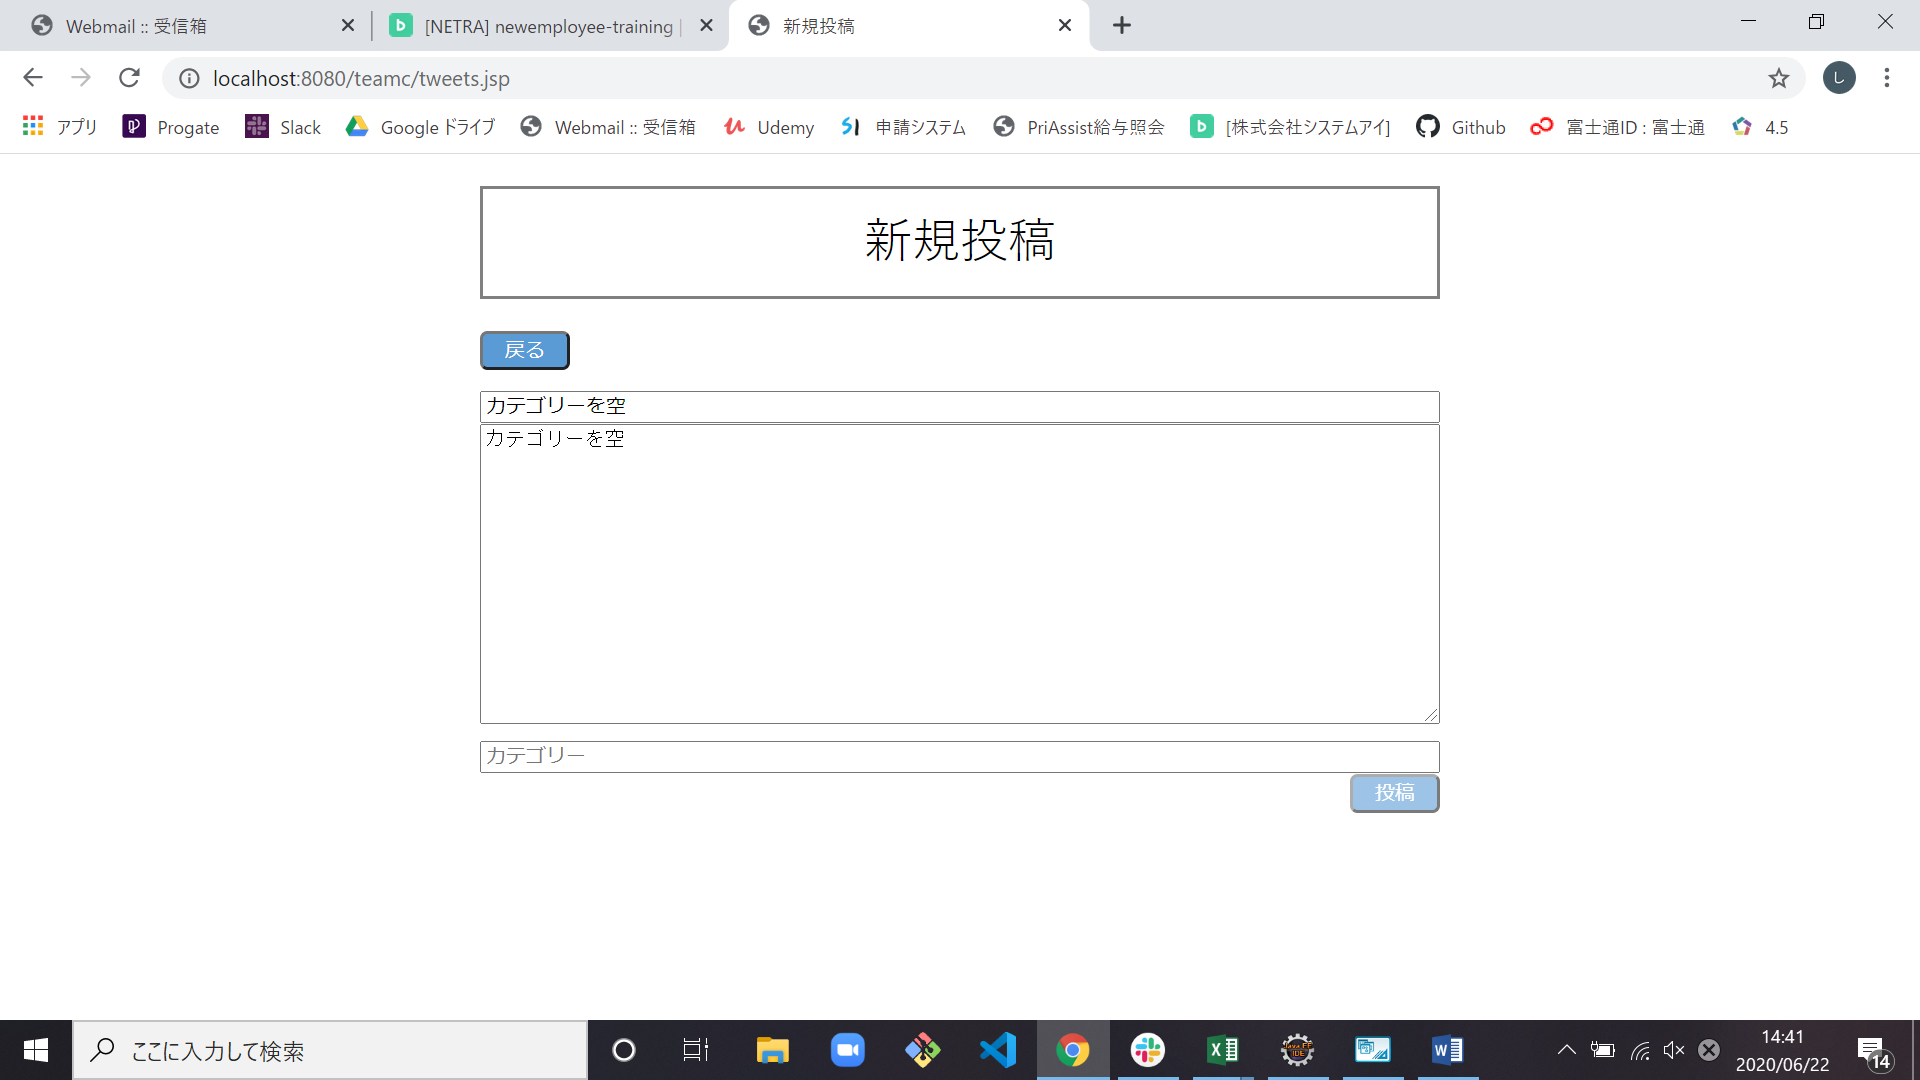 Webmail :: 受信箱
[NETRA] newemployee-training |
新規投稿
localhost:8080/teamc/tweets.jsp
し
アプリ
Progate
Slack
Google ドライブ
Webmail :: 受信箱
Udemy
申請システム
PriAssist給与照会
[株式会社システムアイ]
Github
富士通ID : 富士通
4.5
新規投稿
戻る
カテゴリーを空
カテゴリーを空
カテゴリー
投稿
ここに入力して検索
14:41
2020/06/22
14